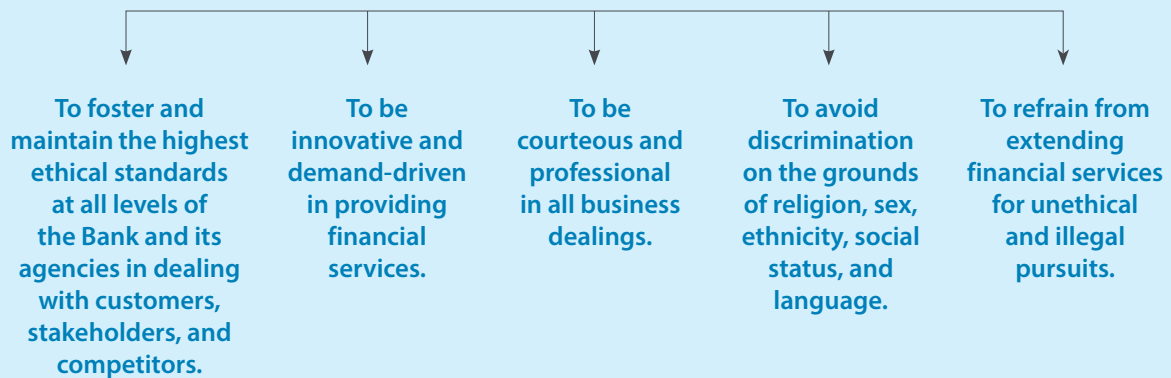 To foster and
maintain the highest
ethical standards
at all levels of
the Bank and its
agencies in dealing
with customers,
stakeholders, and
competitors.
To be
innovative and
demand-driven
in providing
financial
services.
To be
courteous and
professional
in all business
dealings.
To avoid
discrimination
on the grounds
of religion, sex,
ethnicity, social
status, and
language.
To refrain from
extending
financial services
for unethical
and illegal
pursuits.